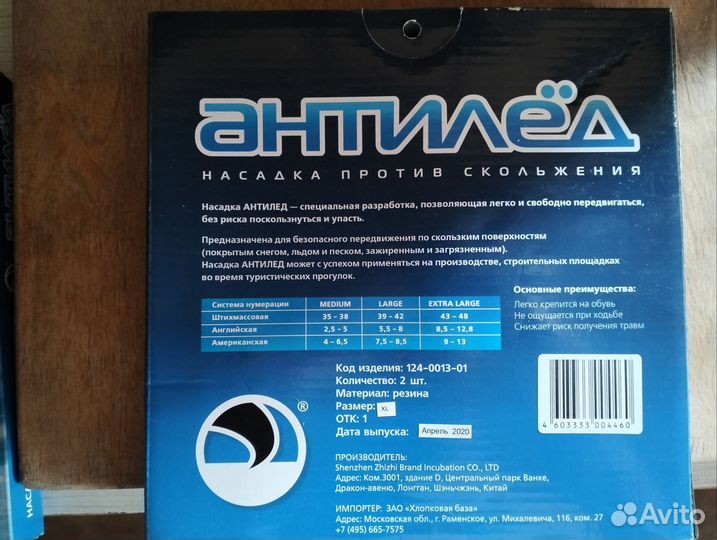 антилёд
НАСАДКА ПРОТИВ СКОЛЬЖЕНИЯ
Насадка АНТИЛЕД — специальная разработка, позволяющая легко и свободно передвигаться,
без риска поскользнуться и упасть.
Предназначена для безопасного передвижения по скользким поверхностям
(покрытым снегом, льдом и песком, зажиренным и загрязненным).
Насадка АНТИЛЕД может с успехом применяться на производстве, строительных площадках
во время туристических прогулок.
Основные преимущества:
Легко крепится на обувь
Не ощущается при ходьбе
Снижает риск получения травм
Система нумерации MEDIUM LARGE EXTRA LARGE
Штихмассовая 35 – 38 39 – 42 43 – 48
Английская 2,5 – 5 5,5 – 8 8,5 – 12,8
Американская 4 – 6,5 7,5 – 8,5 9 – 13
Код изделия: 124-0013-01
Количество: 2 шт.
Материал: резина
Размер: XL
ОТК: 1
Дата выпуска: Апрель 2020
®
4 603333 004460
ПРОИЗВОДИТЕЛЬ:
Shenzhen Zhizhi Brand Incubation CO., LTD
Адрес: Ком.3001, здание D, Центральный парк Ванке,
Дракон-авеню, Лонгган, Шэньчжэнь, Китай
ИМПОРТЕР: ЗАО «Хлопковая база»
Адрес: Московская обл., г. Раменское, ул. Михалевича, 116, ком. 27
+7 (495) 665-7575
НАСА
Avito